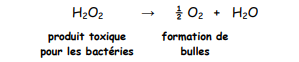 H₂O₂ → ½ O₂ + H₂O
produit toxique formation de
pour les bactéries bulles